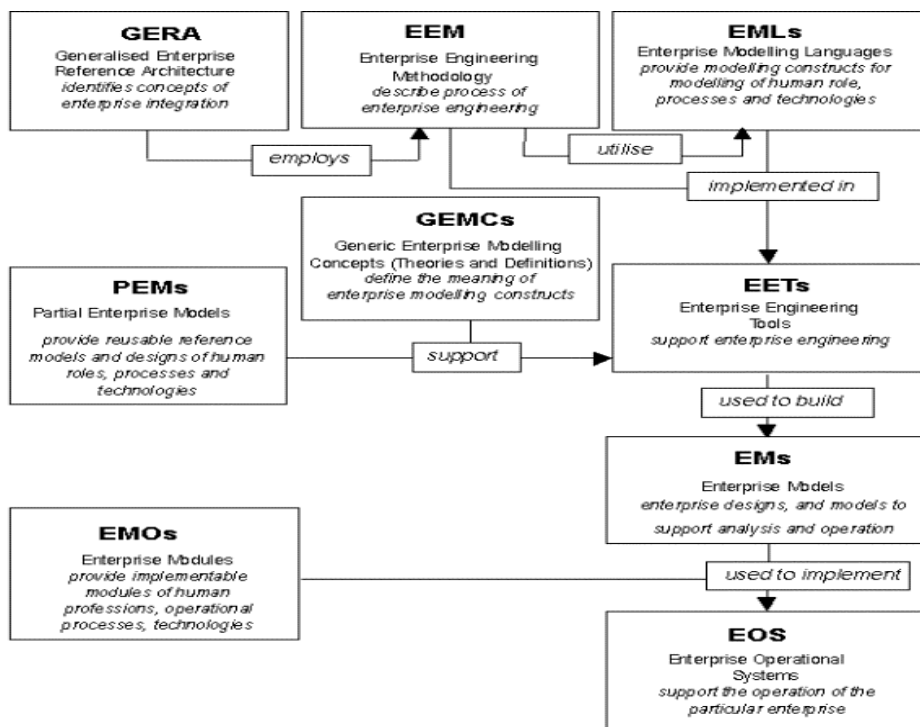 GERA
Generalised Enterprise
Reference Architecture
identifies concepts of
enterprise integration
EEM
Enterprise Engineering
Methodology
describe process of
enterprise engineering
EMLs
Enterprise Modelling Languages
provide modelling constructs for
modelling of human role,
processes and technologies
employs
utilise
implemented in
GEMCs
Generic Enterprise Modelling
Concepts (Theories and Definitions)
define the meaning of
enterprise modelling constructs
PEMs
Partial Enterprise Models
provide reusable reference
models and designs of human
roles, processes and
technologies
support
EETs
Enterprise Engineering
Tools
support enterprise engineering
used to build
EMs
Enterprise Models
enterprise designs, and models to
support analysis and operation
EMOs
Enterprise Modules
provide implementable
modules of human
professions, operational
processes, technologies
used to implement
EOS
Enterprise Operational
Systems
support the operation of the
particular enterprise